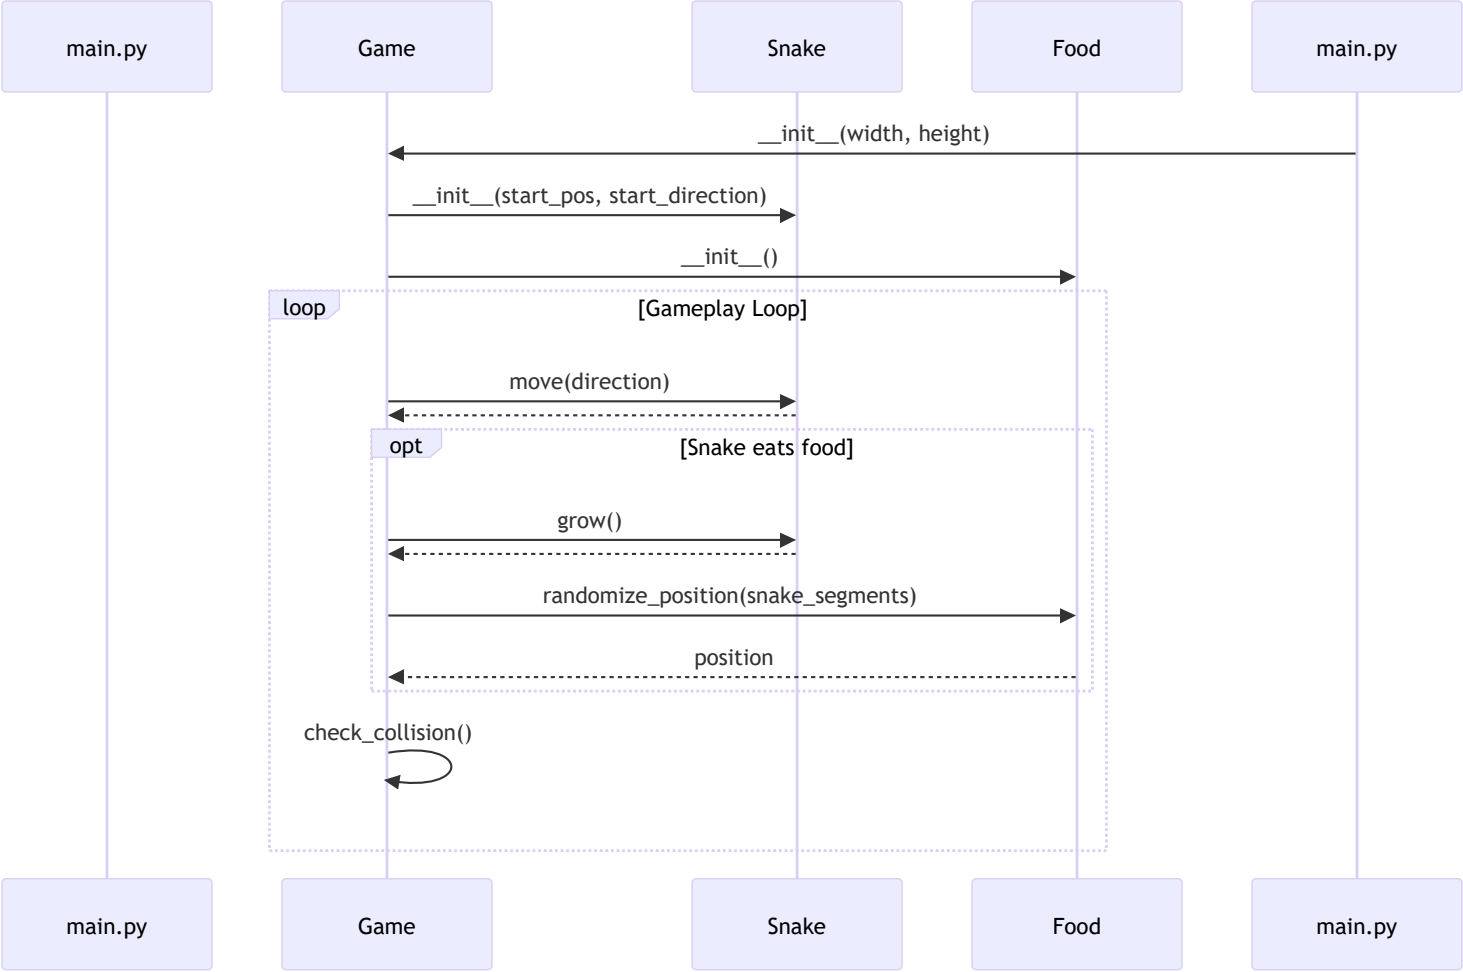 main.py
Game
Snake
Food
main.py
__init__(width, height)
__init__(start_pos, start_direction)
__init__()
loop
[Gameplay Loop]
move(direction)
opt
[Snake eats food]
grow()
randomize_position(snake_segments)
position
check_collision()
main.py
Game
Snake
Food
main.py